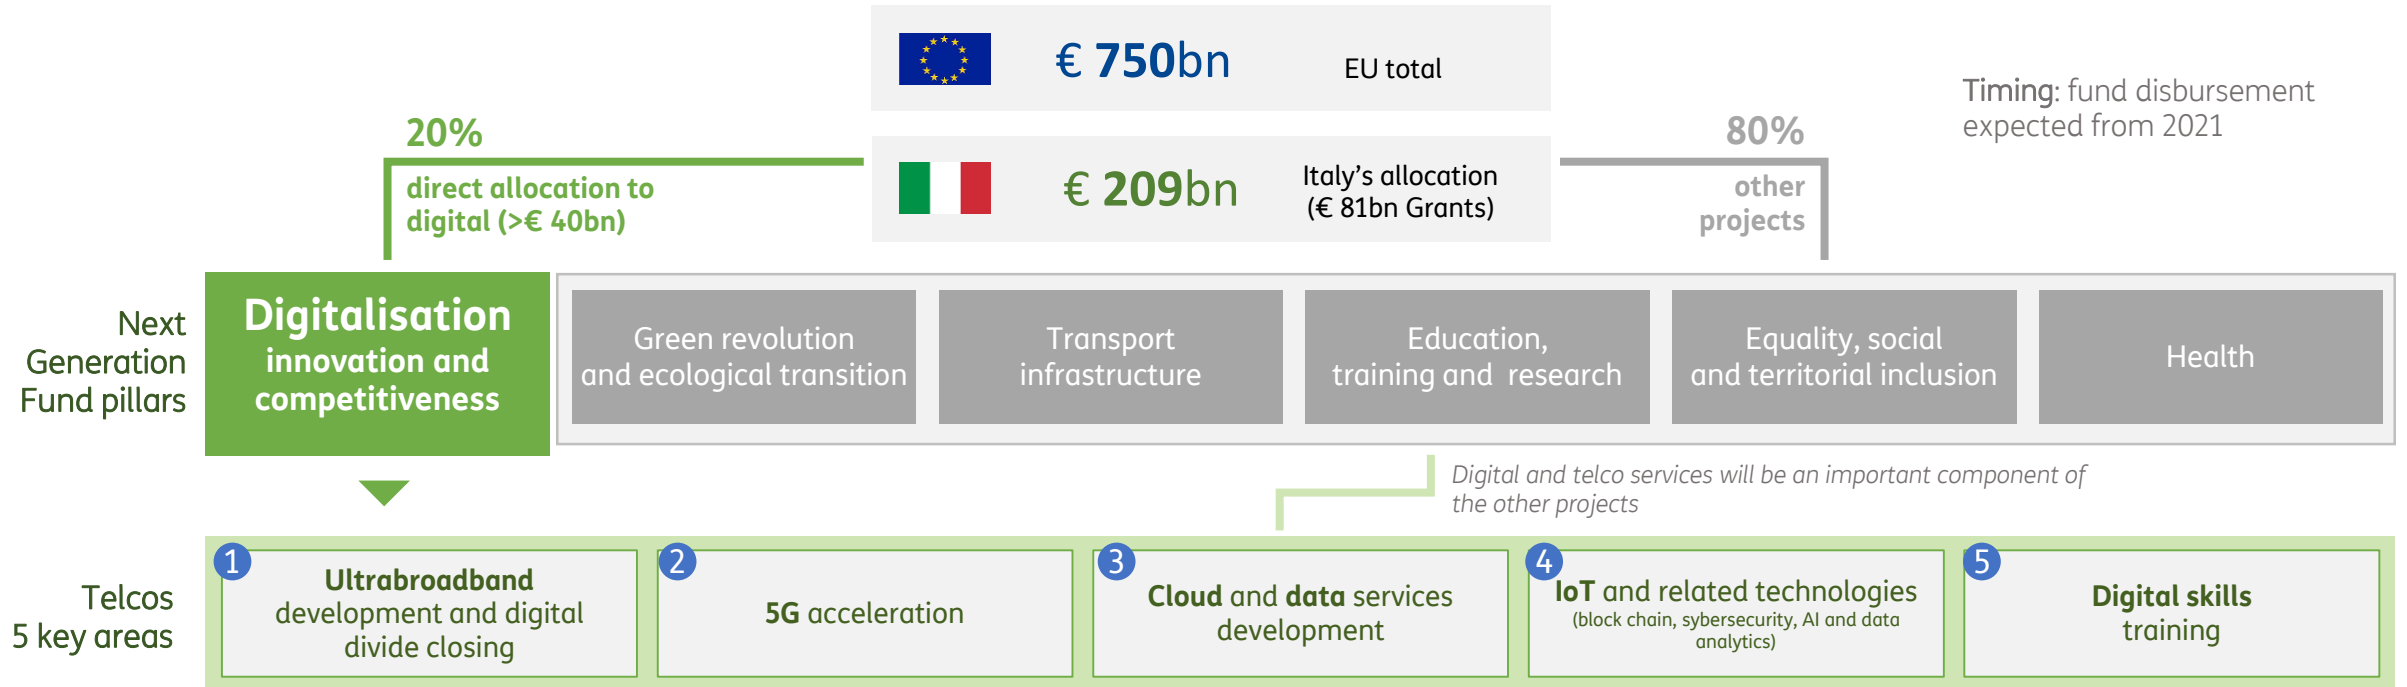 € 750bn EU total
Timing: fund disbursement
expected from 2021
20%
direct allocation to
digital (>€ 40bn)
€ 209bn
Italy's allocation
(€ 81bn Grants)
80%
other
projects
Next
Generation
Fund pillars
Digitalisation
innovation and
competitiveness
Green revolution
and ecological transition
Transport
infrastructure
Education,
training and research
Equality, social
and territorial inclusion
Health
Digital and telco services will be an important component of
the other projects
Telcos
5 key areas
1
Ultrabroadband
development and digital
divide closing
2
5G acceleration
3
Cloud and data services
development
4
IoT and related technologies
(block chain, sybersecurity, AI and data
analytics)
5
Digital skills
training